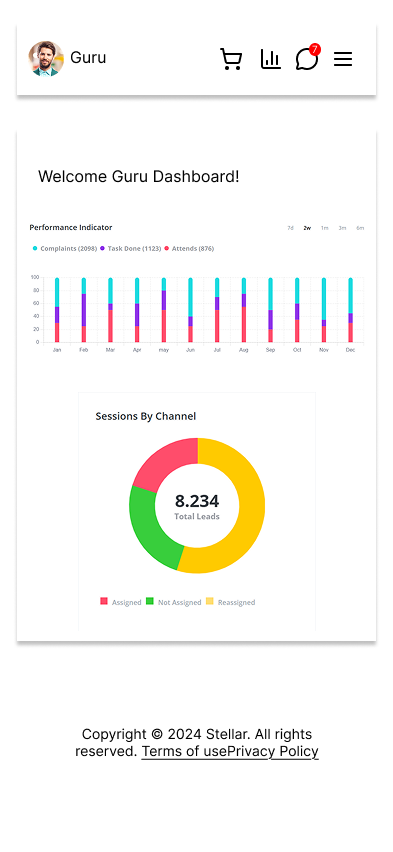 Guru
7
Welcome Guru Dashboard!
Performance Indicator
7d 2w 1m 3m 6m
Complaints (2098) Task Done (1123) Attends (876)
100
80
60
40
20
0
Jan Feb Mar Apr may Jun Jul Aug Sep Oct Nov Dec
Sessions By Channel
8.234
Total Leads
Assigned Not Assigned Reassigned
Copyright © 2024 Stellar. All rights
reserved. Terms of usePrivacy Policy